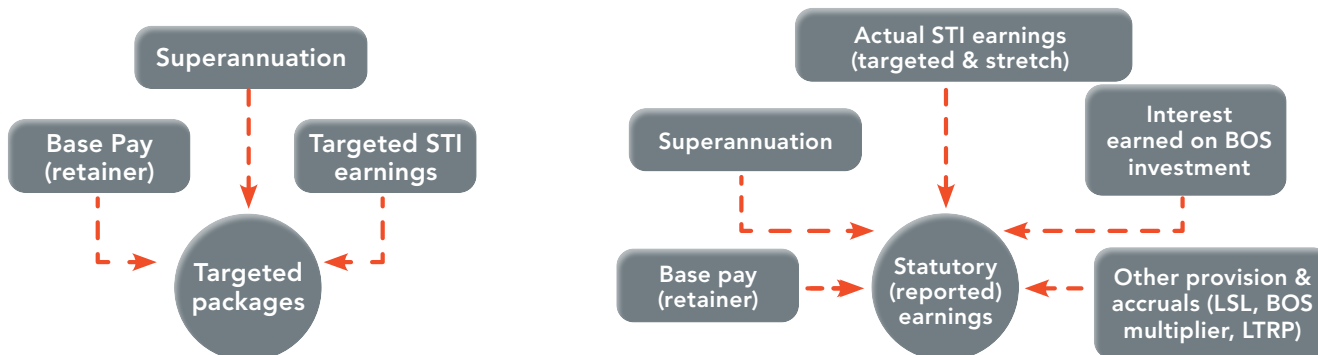 Superannuation
Base Pay
(retainer)
Targeted STI
earnings
Targeted
packages
Actual STI earnings
(targeted & stretch)
Superannuation
Interest
earned on BOS
investment
Base pay
(retainer)
Statutory
(reported)
earnings
Other provision &
accruals (LSL, BOS
multiplier, LTRP)